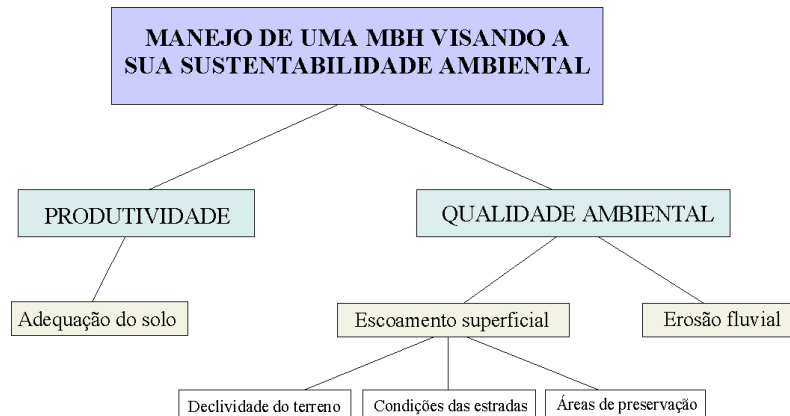 MANEJO DE UMA MBH VISANDO A
SUA SUSTENTABILIDADE AMBIENTAL
PRODUTIVIDADE
QUALIDADE AMBIENTAL
Adequação do solo
Escoamento superficial
Erosão fluvial
Declividade do terreno
Condições das estradas
Áreas de preservação